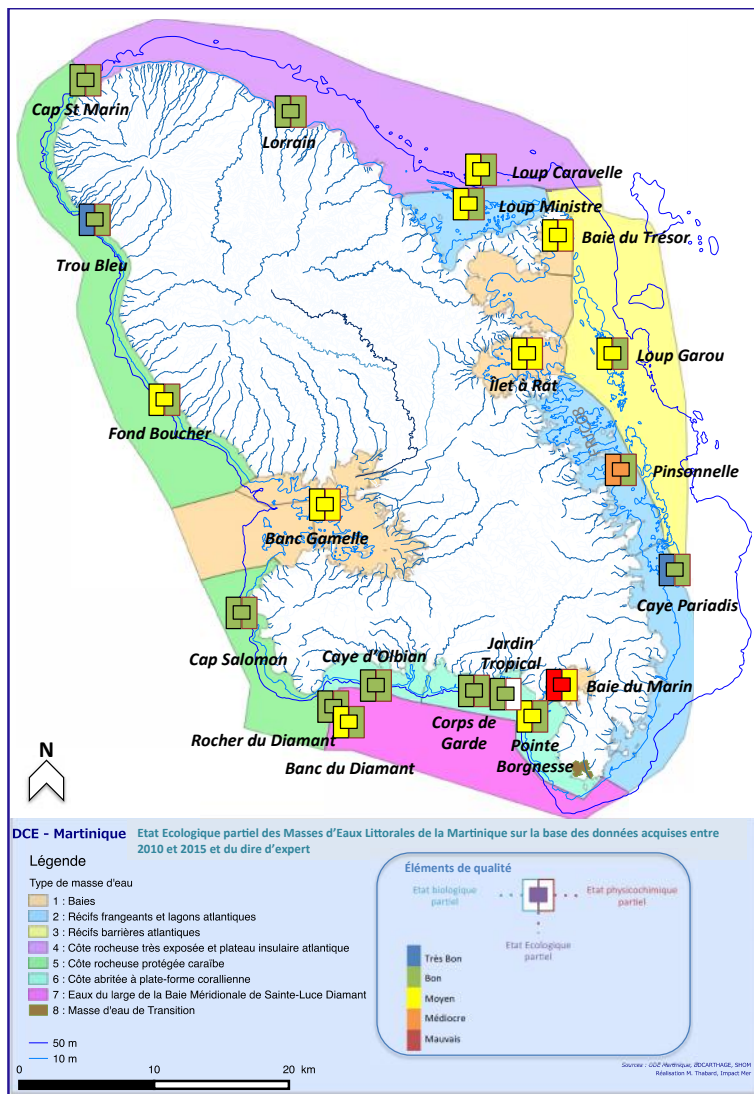 Cap St Marin
Lorrain
Loup Caravelle
Loup Ministre
Baie du Trésor
Trou Bleu
Loup Garou
Îlet à Rat
Fond Boucher
Pinsonnelle
Banc Gamelle
Caye Pariadis
Jardin
Tropical
Caye d'Olbian
Cap Salomon
Baie du Marin
Corps de
Garde
Rocher du Diamant
Pointe
Borgnesse
Banc du Diamant
N
DCE - Martinique
Etat Ecologique partiel des Masses d'Eaux Littorales de la Martinique sur la base des données acquises entre
2010 et 2015 et du dire d'expert
Légende
Type de masse d'eau
1 : Baies
2 : Récifs frangeants et lagons atlantiques
3 : Récifs barrières atlantiques
4 : Côte rocheuse très exposée et plateau insulaire atlantique
5 : Côte rocheuse protégée caraïbe
6 : Côte abritée à plate-forme corallienne
7 : Eaux du large de la Baie Méridionale de Sainte-Luce Diamant
8 : Masse d'eau de Transition
50 m
10 m
0 10 20 km
Éléments de qualité
Etat biologique
partiel
Etat physicochimique
partiel
Etat Ecologique
partiel
Très Bon
Bon
Moyen
Médiocre
Mauvais
Sources : ODE Martinique, BDCARTHAGE, SHOM
Réalisation M. Thabard, Impact Mer